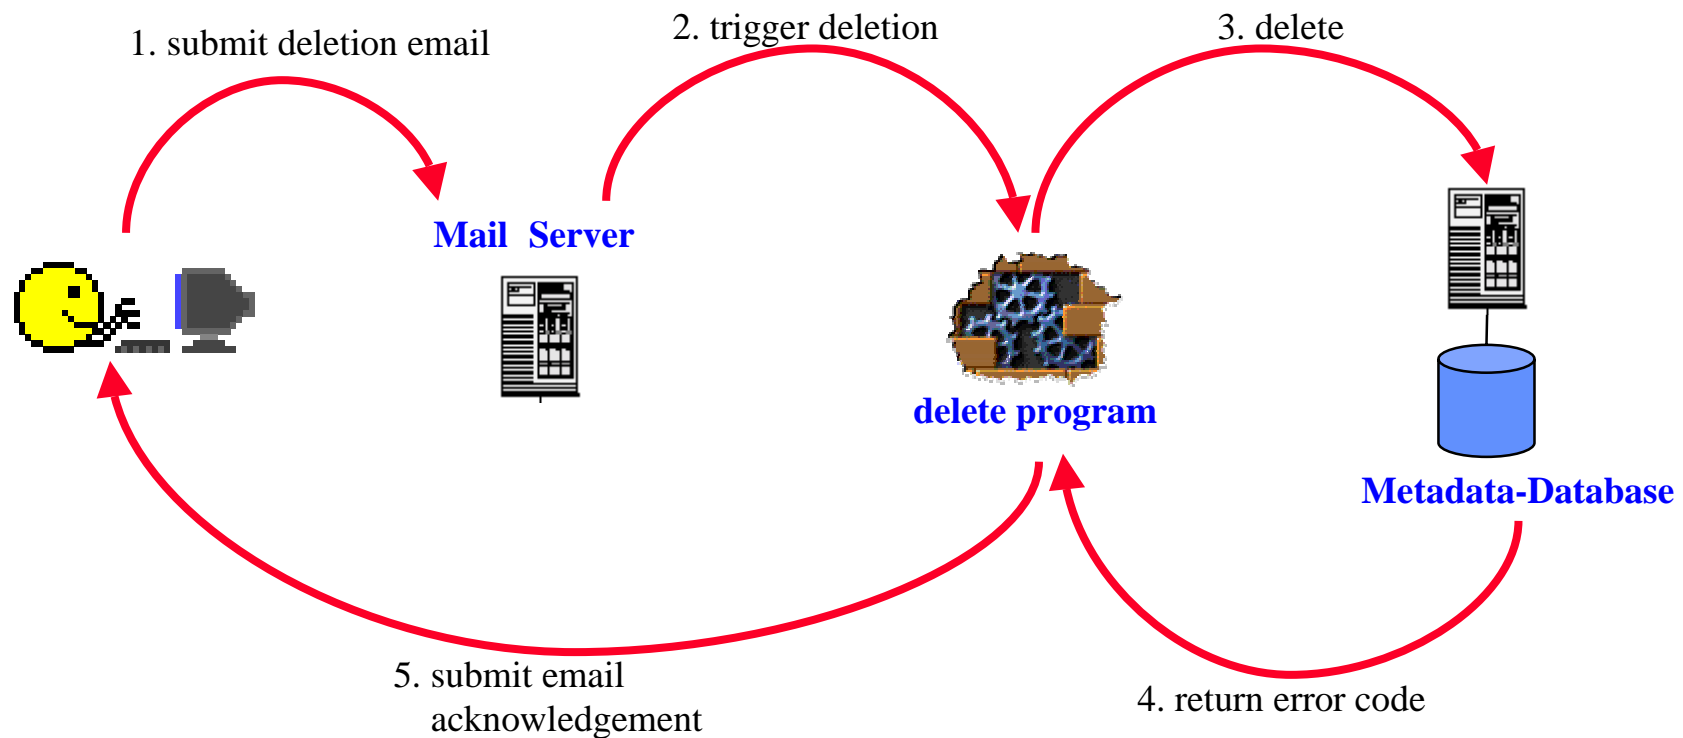 1. submit deletion email
2. trigger deletion
3. delete
Mail Server
delete program
Metadata-Database
5. submit email
acknowledgement
4. return error code